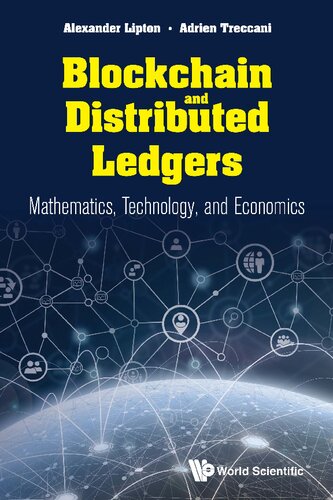 Alexander Lipton • Adrien Treccani
Blockchain
and
Distributed
Ledgers
Mathematics, Technology, and Economics
World Scientific